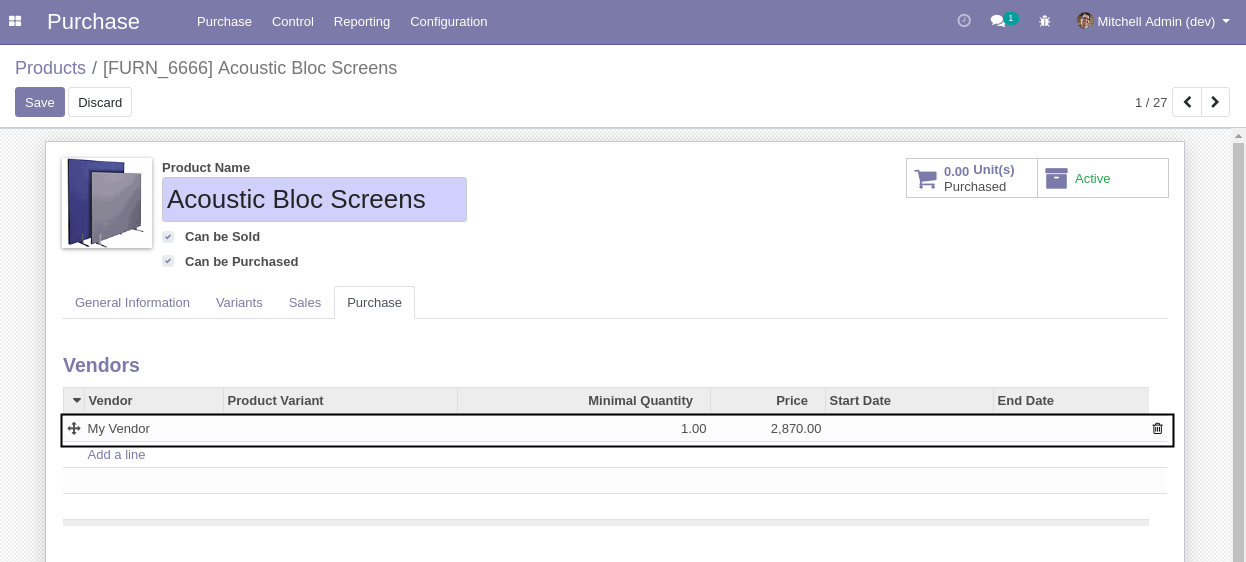 Purchase Purchase Control Reporting Configuration 1 Mitchell Admin (dev)
Products / [FURN_6666] Acoustic Bloc Screens
Save Discard 1 / 27
Product Name
Acoustic Bloc Screens
0.00 Unit(s)
Purchased
Active
Can be Sold
Can be Purchased
General Information Variants Sales Purchase
Vendors
Vendor Product Variant Minimal Quantity Price Start Date End Date
My Vendor 1.00 2,870.00
Add a line